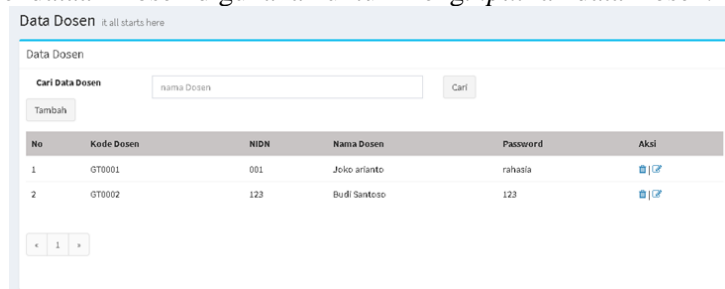 Data Dosen it all starts here
Data Dosen
Cari Data Dosen nama Dosen Cari
Tambah
No Kode Dosen NIDN Nama Dosen Password Aksi
1 GT0001 001 Joko arianto rahasia |
2 GT0002 123 Budi Santoso 123 |
« 1 »